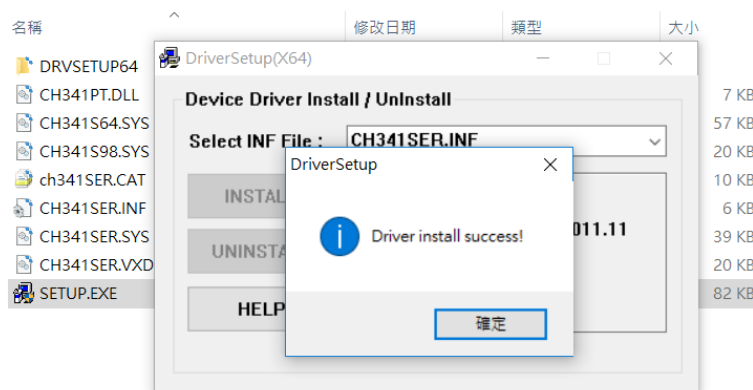 名稱 修改日期 類型 大小
DRVSETUP64
CH341PT.DLL 7 KB
CH341S64.SYS 57 KB
CH341S98.SYS 20 KB
ch341SER.CAT 10 KB
CH341SER.INF 6 KB
CH341SER.SYS 39 KB
CH341SER.VXD 20 KB
SETUP.EXE 82 KB
DriverSetup(X64)
Device Driver Install / UnInstall
Select INF File : CH341SER.INF
INSTAL
UNINSTA
HELP
011.11
DriverSetup
Driver install success!
確定